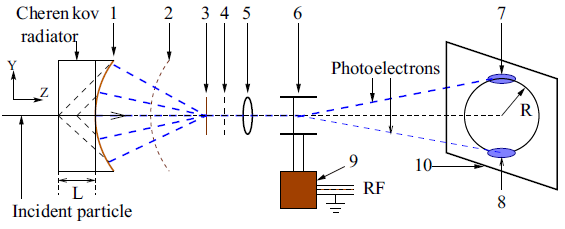 Cheren kov
radiator
1
2
3
4
5
6
7
Y
Z
Photoelectrons
R
9
10
RF
L
8
Incident particle